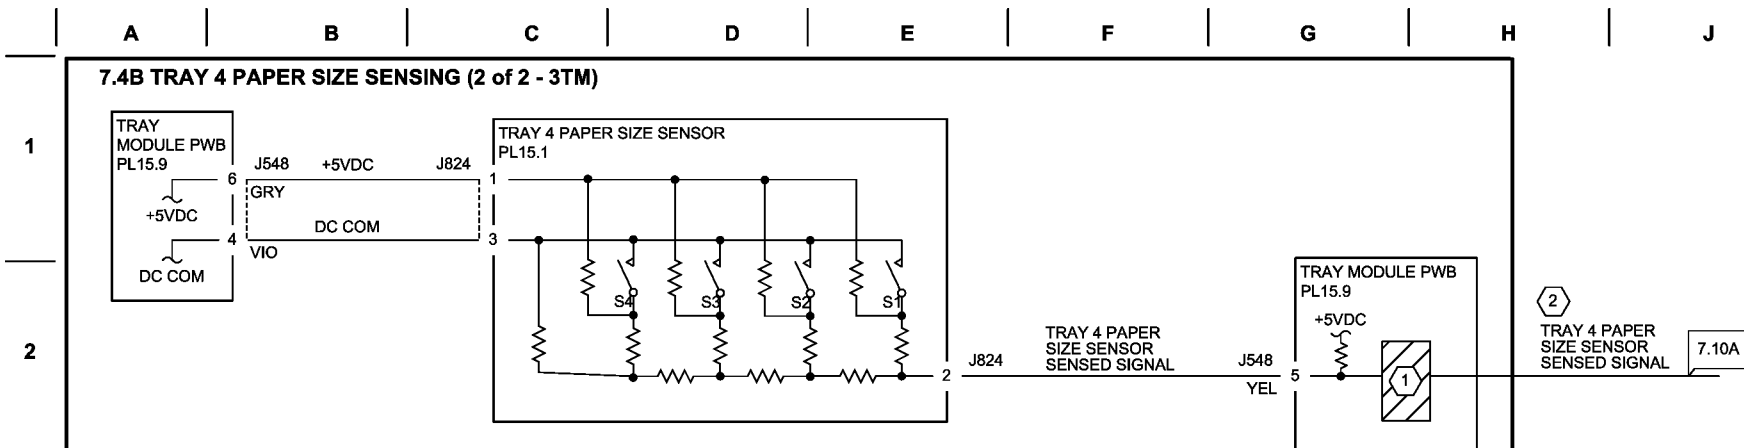 A B C D E F G H J
7.4B TRAY 4 PAPER SIZE SENSING (2 of 2 - 3TM)
1
TRAY
MODULE PWB
PL15.9
6
+5VDC
4
DC COM
J548 +5VDC J824
GRY
DC COM
VIO
TRAY 4 PAPER SIZE SENSOR
PL15.1
1
3
S4 S3 S2 S1
2
2
J824
TRAY 4 PAPER
SIZE SENSOR
SENSED SIGNAL
J548
5
YEL
TRAY MODULE PWB
PL15.9
+5VDC
1
2
TRAY 4 PAPER
SIZE SENSOR
SENSED SIGNAL
7.10A